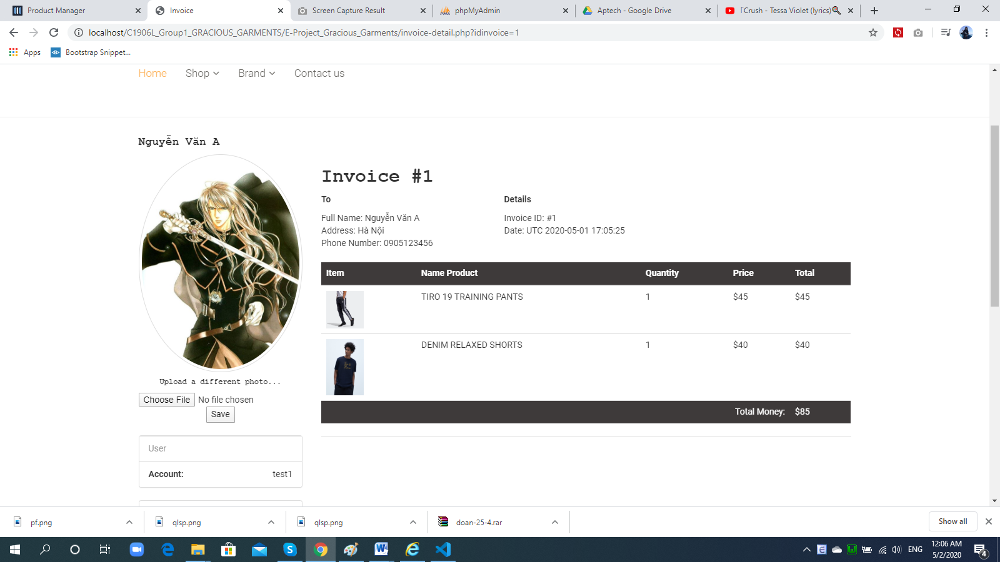 Product Manager
Invoice
Screen Capture Result
phpMyAdmin
Aptech - Google Drive
「Crush - Tessa Violet (lyrics)
localhost/C1906L_Group1_GRACIOUS_GARMENTS/E-Project_Gracious_Garments/invoice-detail.php?idinvoice=1
Apps
Bootstrap Snippet...
Home Shop Brand Contact us
Nguyễn Văn A
Invoice #1
To
Full Name: Nguyễn Văn A
Address: Hà Nội
Phone Number: 0905123456
Details
Invoice ID: #1
Date: UTC 2020-05-01 17:05:25
Item Name Product Quantity Price Total
TIRO 19 TRAINING PANTS 1 $45 $45
DENIM RELAXED SHORTS 1 $40 $40
Total Money: $85
Upload a different photo...
Choose File No file chosen
Save
User
Account: test1
pf.png
qlsp.png
qlsp.png
doan-25-4.rar
Show all
ENG
12:06 AM
5/2/2020
4